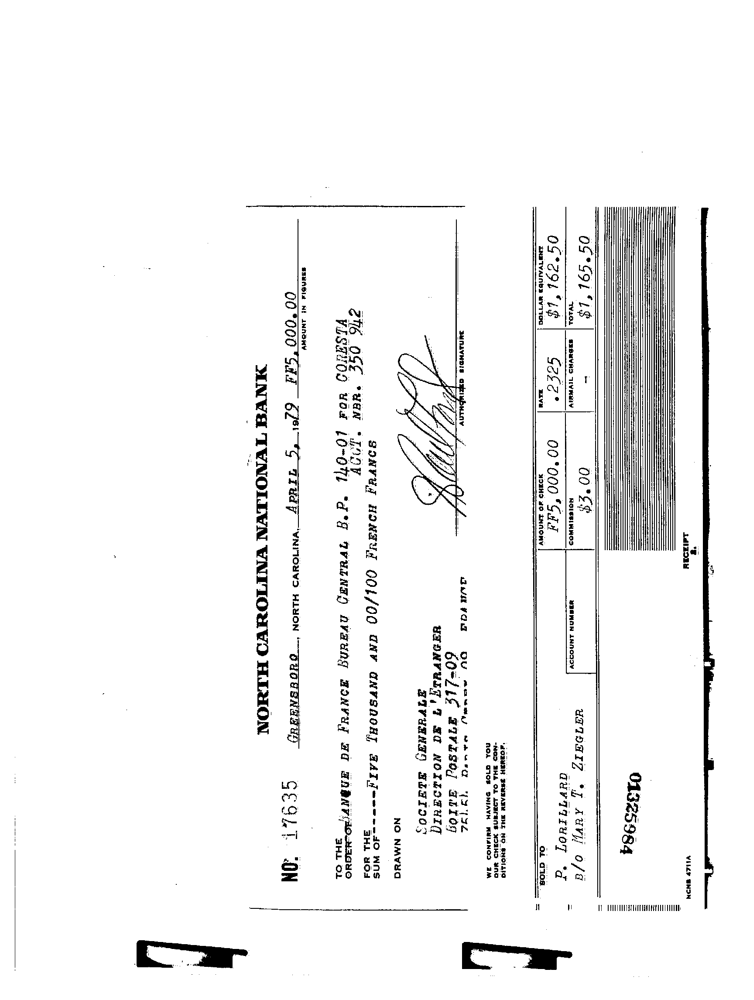 NORTH CAROLINA NATIONAL BANK
NO. 17635 GREENSBORO, NORTH CAROLINA, APRIL 5, 1979 FF5,000.00
AMOUNT IN FIGURES
TO THE
ORDER OF BANQUE DE FRANCE BUREAU CENTRAL B.P. 140-01 FOR CORESTA
ACCT. NBR. 350 942
FOR THE
SUM OF-----FIVE THOUSAND AND 00/100 FRENCH FRANCS
DRAWN ON
SOCIETE GENERALE
DIRECTION DE L'ETRANGER
BOITE POSTALE 317-09
09 FRANCE
AUTHORIZED SIGNATURE
WE CONFIRM HAVING SOLD YOU
OUR CHECK SUBJECT TO THE CON-
DITIONS ON THE REVERSE HEREOF.
SOLD TO AMOUNT OF CHECK RATE DOLLAR EQUIVALENT
P. LORILLARD FF5,000.00 .2325 $1,162.50
ACCOUNT NUMBER COMMISSION AIRMAIL CHARGES TOTAL
B/O MARY T. ZIEGLER $3.00 - $1,165.50
01325984
RECEIPT
2.
NCNB 4711A